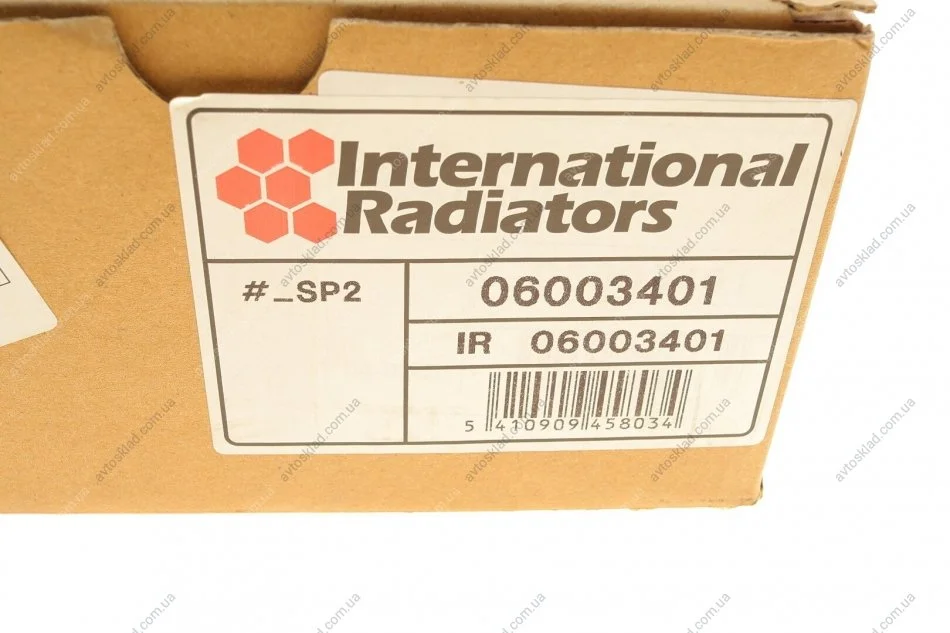 International
Radiators
#_SP2
06003401
IR 06003401
5 410909 458034
avtosklad.com.ua